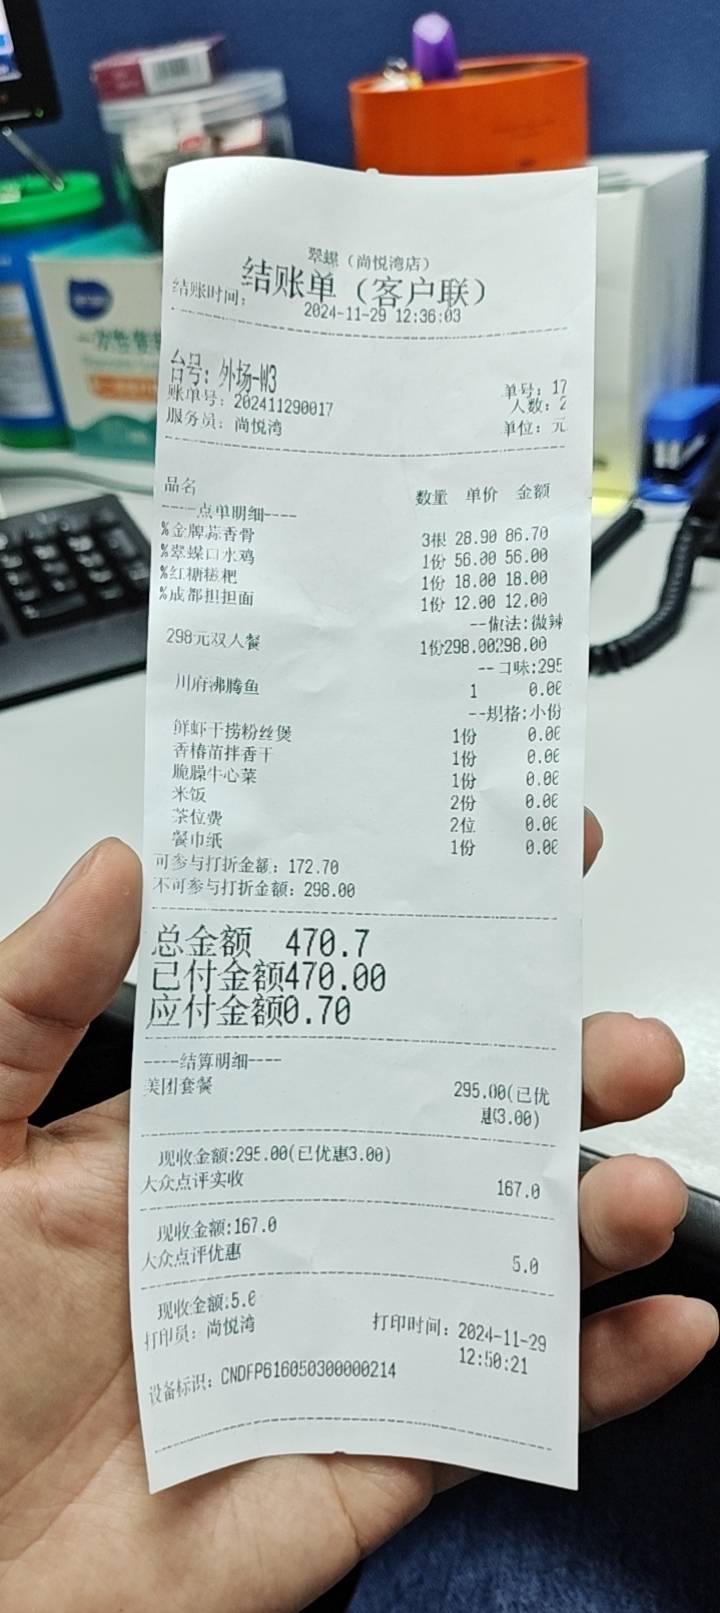 翠蝶（尚悦湾店）
结账单（客户联）
结账时间： 2024-11-29 12:36:03
台号：外场-W3 单号：17
账单号：202411290017 人数：2
服务员：尚悦湾 单位：元
品名 数量 单价 金额
----点单明细----
%金牌蒜香骨 3根 28.90 86.70
%翠蝶口水鸡 1份 56.00 56.00
%红糖糍粑 1份 18.00 18.00
%成都担担面 1份 12.00 12.00
--做法:微辣
298元双人餐 1份298.00298.00
--口味:295
川府沸腾鱼 1 0.00
--规格:小份
鲜虾干捞粉丝煲 1份 0.00
香椿苗拌香干 1份 0.00
脆臊牛心菜 1份 0.00
米饭 2份 0.00
茶位费 2位 0.00
餐巾纸 1份 0.00
可参与打折金额：172.70
不可参与打折金额：298.00
总金额 470.7
已付金额470.00
应付金额0.70
----结算明细----
美团套餐 295.00(已优
惠3.00)
现收金额:295.00(已优惠3.00)
大众点评实收 167.0
现收金额:167.0
大众点评优惠 5.0
现收金额:5.0
打印员：尚悦湾 打印时间：2024-11-29
12:50:21
设备标识：CNDFP616050300000214